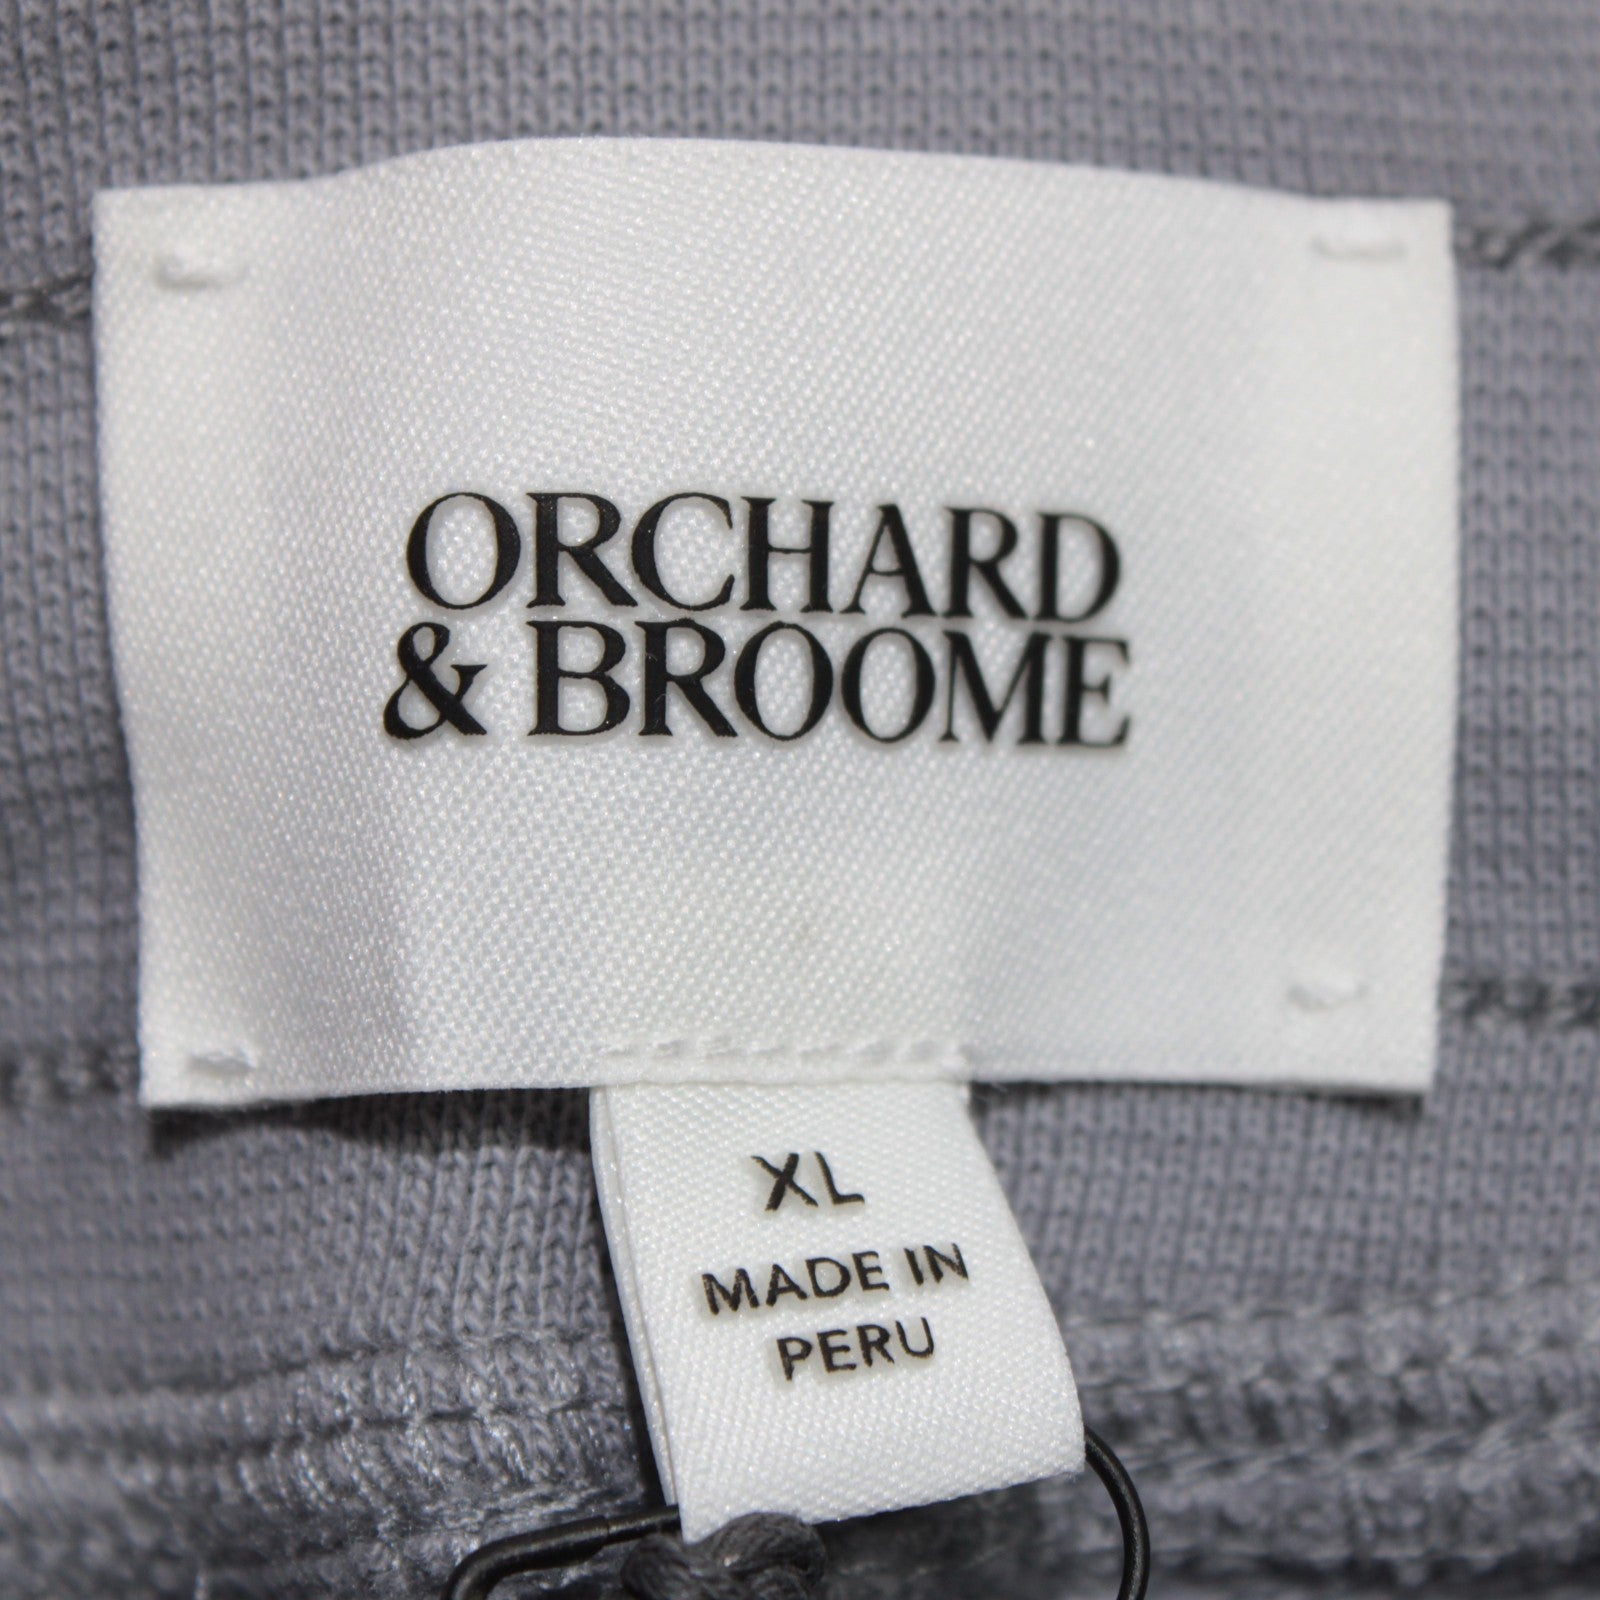 ORCHARD
& BROOME
XL
MADE IN
PERU